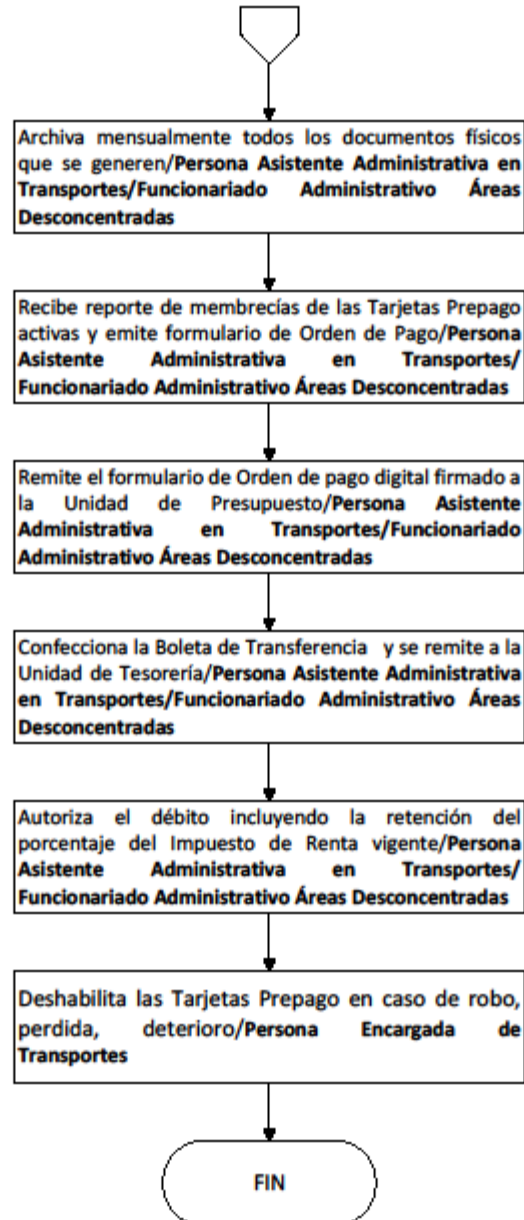 Archiva mensualmente todos los documentos físicos
que se generen/Persona Asistente Administrativa en
Transportes/Funcionariado Administrativo Áreas
Desconcentradas
Recibe reporte de membrecías de las Tarjetas Prepago
activas y emite formulario de Orden de Pago/Persona
Asistente Administrativa en Transportes/
Funcionariado Administrativo Áreas Desconcentradas
Remite el formulario de Orden de pago digital firmado a
la Unidad de Presupuesto/Persona Asistente
Administrativa en Transportes/Funcionariado
Administrativo Áreas Desconcentradas
Confecciona la Boleta de Transferencia y se remite a la
Unidad de Tesorería/Persona Asistente Administrativa
en Transportes/Funcionariado Administrativo Áreas
Desconcentradas
Autoriza el débito incluyendo la retención del
porcentaje del Impuesto de Renta vigente/Persona
Asistente Administrativa en Transportes/
Funcionariado Administrativo Áreas Desconcentradas
Deshabilita las Tarjetas Prepago en caso de robo,
perdida, deterioro/Persona Encargada de
Transportes
FIN